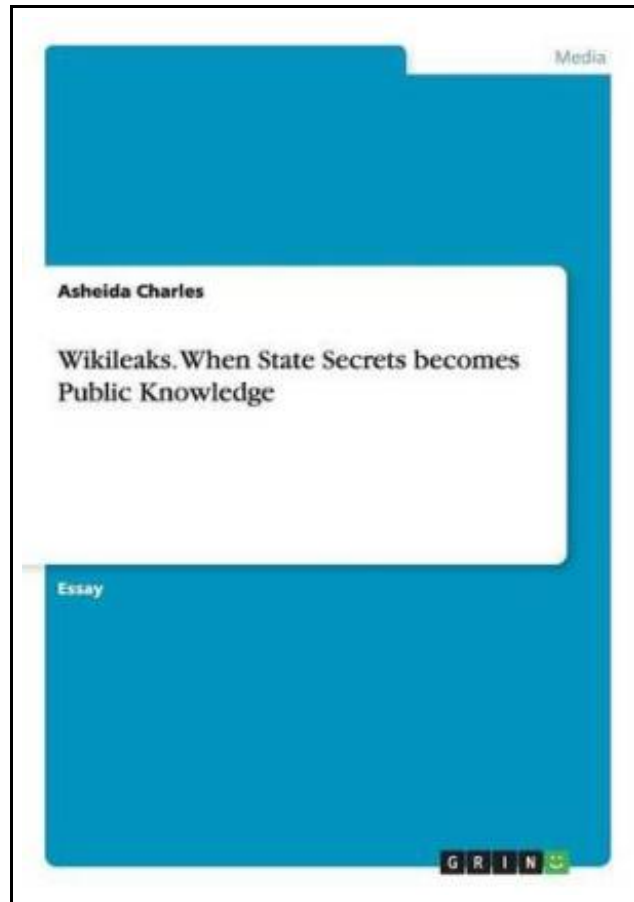 Media
Asheida Charles
Wikileaks. When State Secrets becomes
Public Knowledge
Essay
GRIN